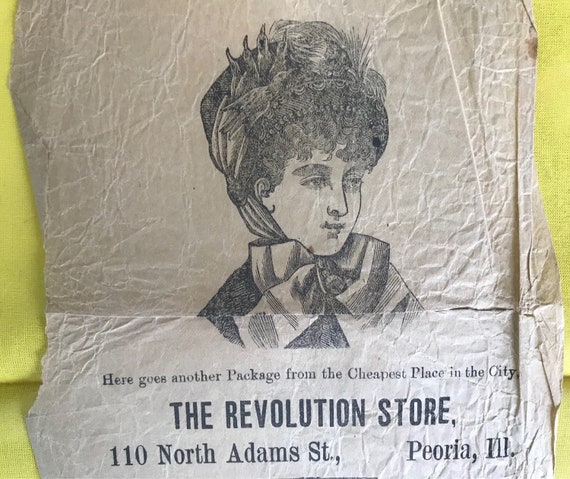 Here goes another Package from the Cheapest Place in the City.
THE REVOLUTION STORE,
110 North Adams St., Peoria, Ill.